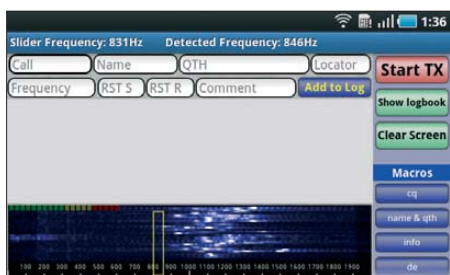 1:36
Slider Frequency: 831Hz Detected Frequency: 846Hz
Call Name QTH Locator
Start TX
Frequency RST S RST R Comment Add to Log
Show logbook
Clear Screen
Macros
cq
name & qth
info
de
100 200 300 400 500 600 700 800 900 1000 1100 1200 1300 1400 1500 1600 1700 1800 1900